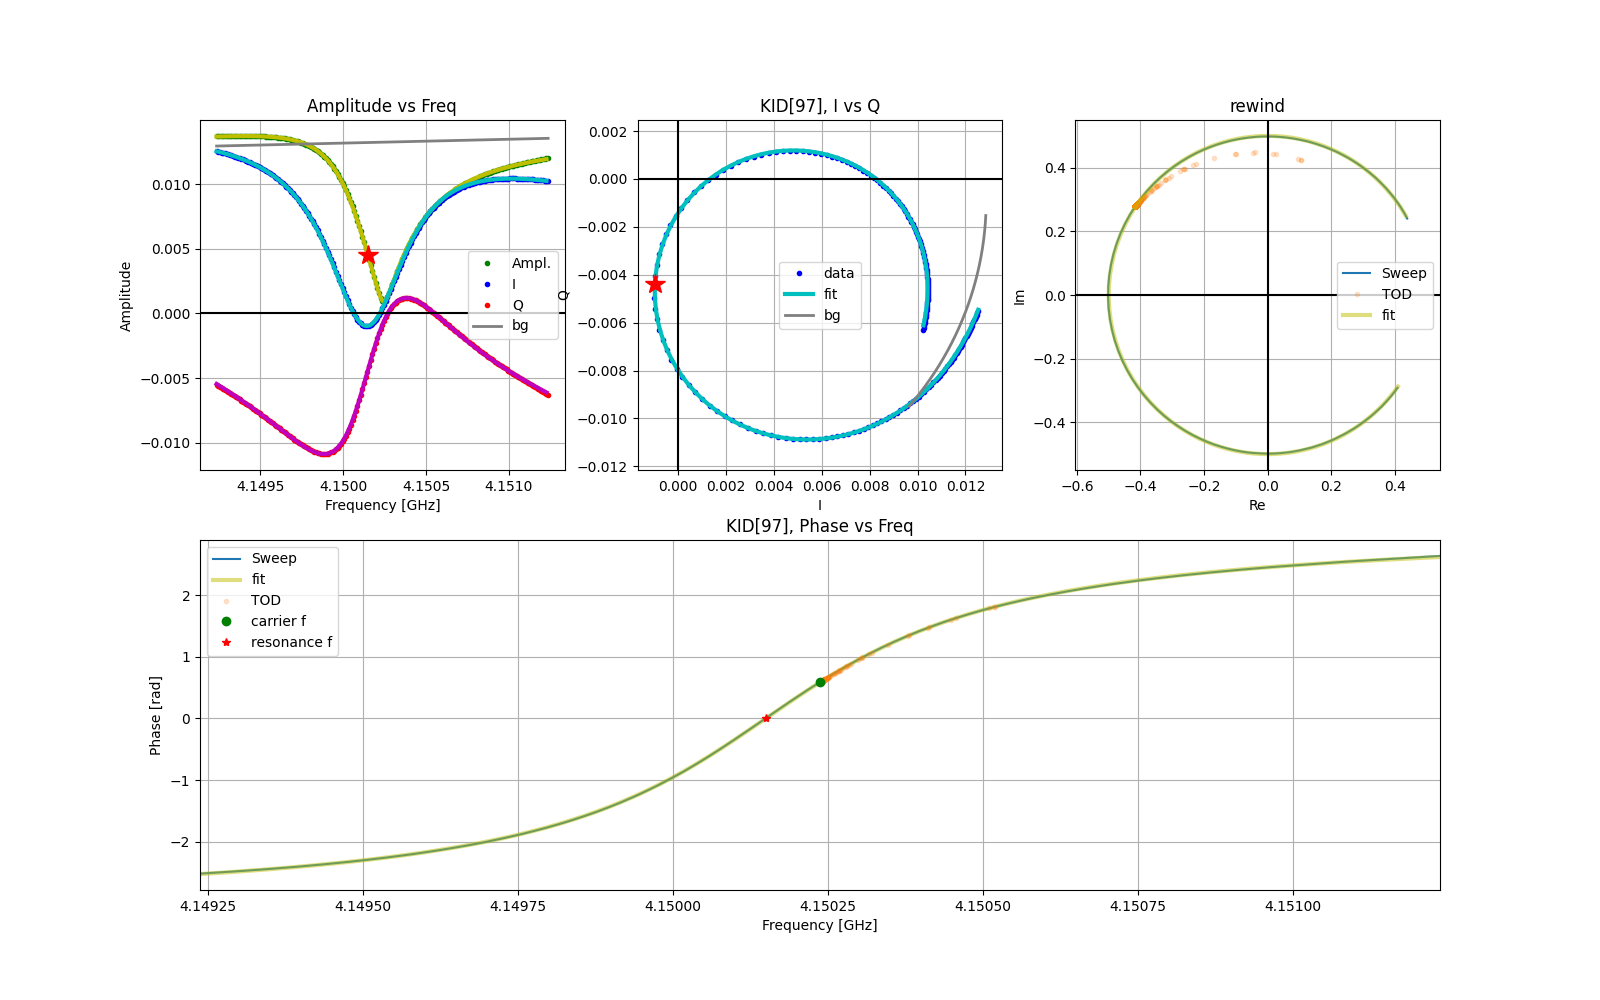 Amplitude vs Freq
Amplitude
0.010
0.005
0.000
−0.005
−0.010
4.1495
4.1500
4.1505
4.1510
Frequency [GHz]
Ampl.
I
Q
bg
KID[97], I vs Q
Q
0.002
0.000
−0.002
−0.004
−0.006
−0.008
−0.010
−0.012
0.000
0.002
0.004
0.006
0.008
0.010
0.012
I
data
fit
bg
rewind
Im
0.4
0.2
0.0
−0.2
−0.4
−0.6
−0.4
−0.2
0.0
0.2
0.4
Re
Sweep
TOD
fit
KID[97], Phase vs Freq
Phase [rad]
2
1
0
−1
−2
4.14925
4.14950
4.14975
4.15000
4.15025
4.15050
4.15075
4.15100
Frequency [GHz]
Sweep
fit
TOD
carrier f
resonance f